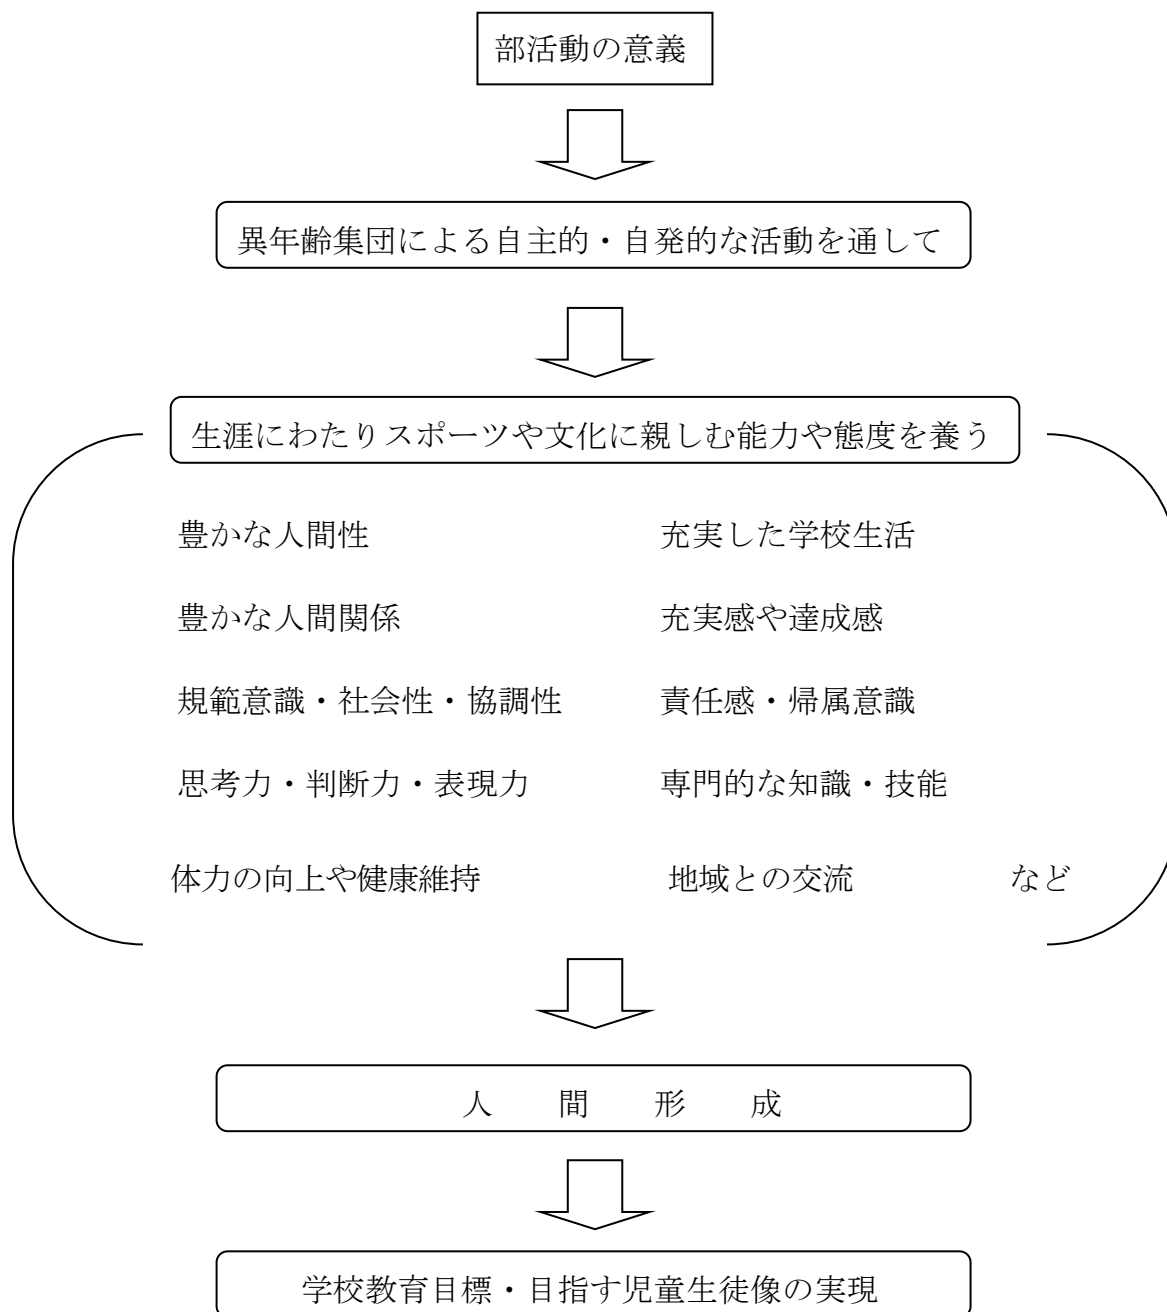 部活動の意義
異年齢集団による自主的・自発的な活動を通して
生涯にわたりスポーツや文化に親しむ能力や態度を養う
豊かな人間性 充実した学校生活
豊かな人間関係 充実感や達成感
規範意識・社会性・協調性 責任感・帰属意識
思考力・判断力・表現力 専門的な知識・技能
体力の向上や健康維持 地域との交流 など
人 間 形 成
学校教育目標・目指す児童生徒像の実現